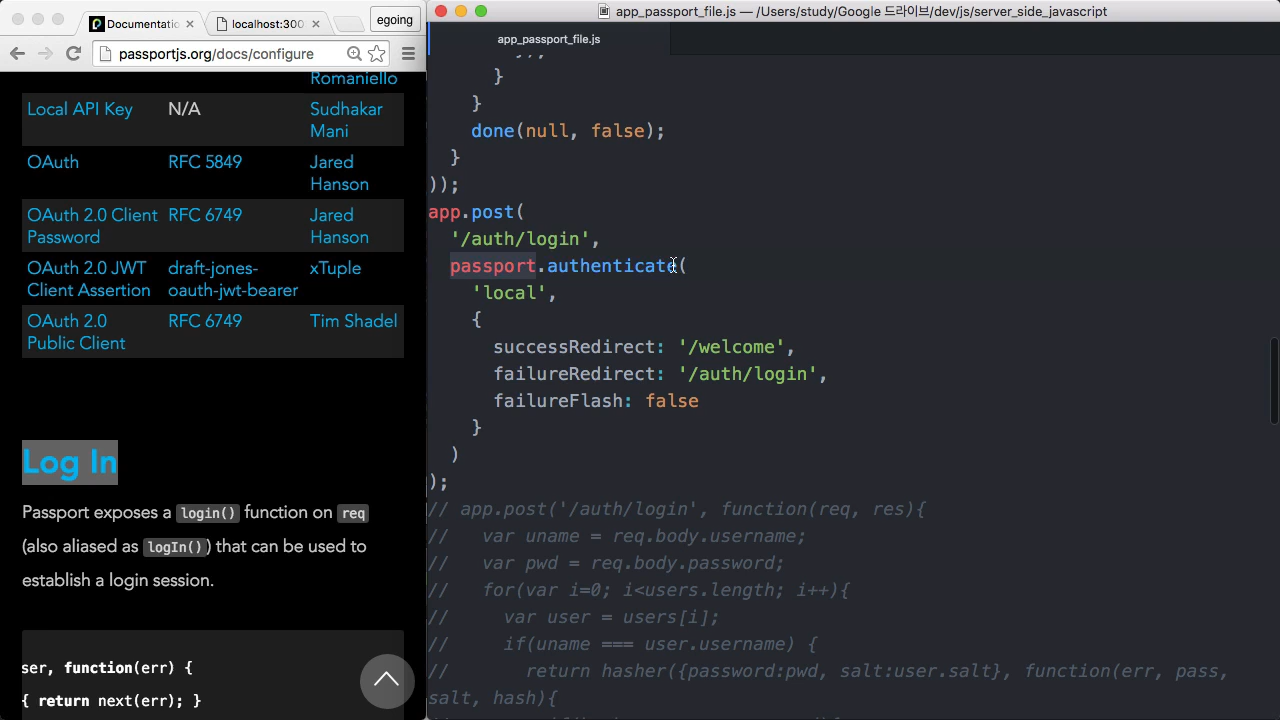 Documentatio
localhost:300
egoing
passportjs.org/docs/configure
Romaniello
Local API Key N/A Sudhakar
Mani
OAuth RFC 5849 Jared
Hanson
OAuth 2.0 Client RFC 6749 Jared
Password Hanson
OAuth 2.0 JWT draft-jones- xTuple
Client Assertion oauth-jwt-bearer
OAuth 2.0 RFC 6749 Tim Shadel
Public Client
Log In
Passport exposes a login() function on req
(also aliased as logIn()) that can be used to
establish a login session.
ser, function(err) {
{ return next(err); }
app_passport_file.js — /Users/study/Google 드라이브/dev/js/server_side_javascript
app_passport_file.js
}
}
done(null, false);
}
));
app.post(
'/auth/login',
passport.authenticate(
'local',
{
successRedirect: '/welcome',
failureRedirect: '/auth/login',
failureFlash: false
}
)
);
// app.post('/auth/login', function(req, res){
// var uname = req.body.username;
// var pwd = req.body.password;
// for(var i=0; i<users.length; i++){
// var user = users[i];
// if(uname === user.username) {
// return hasher({password:pwd, salt:user.salt}, function(err, pass,
salt, hash){